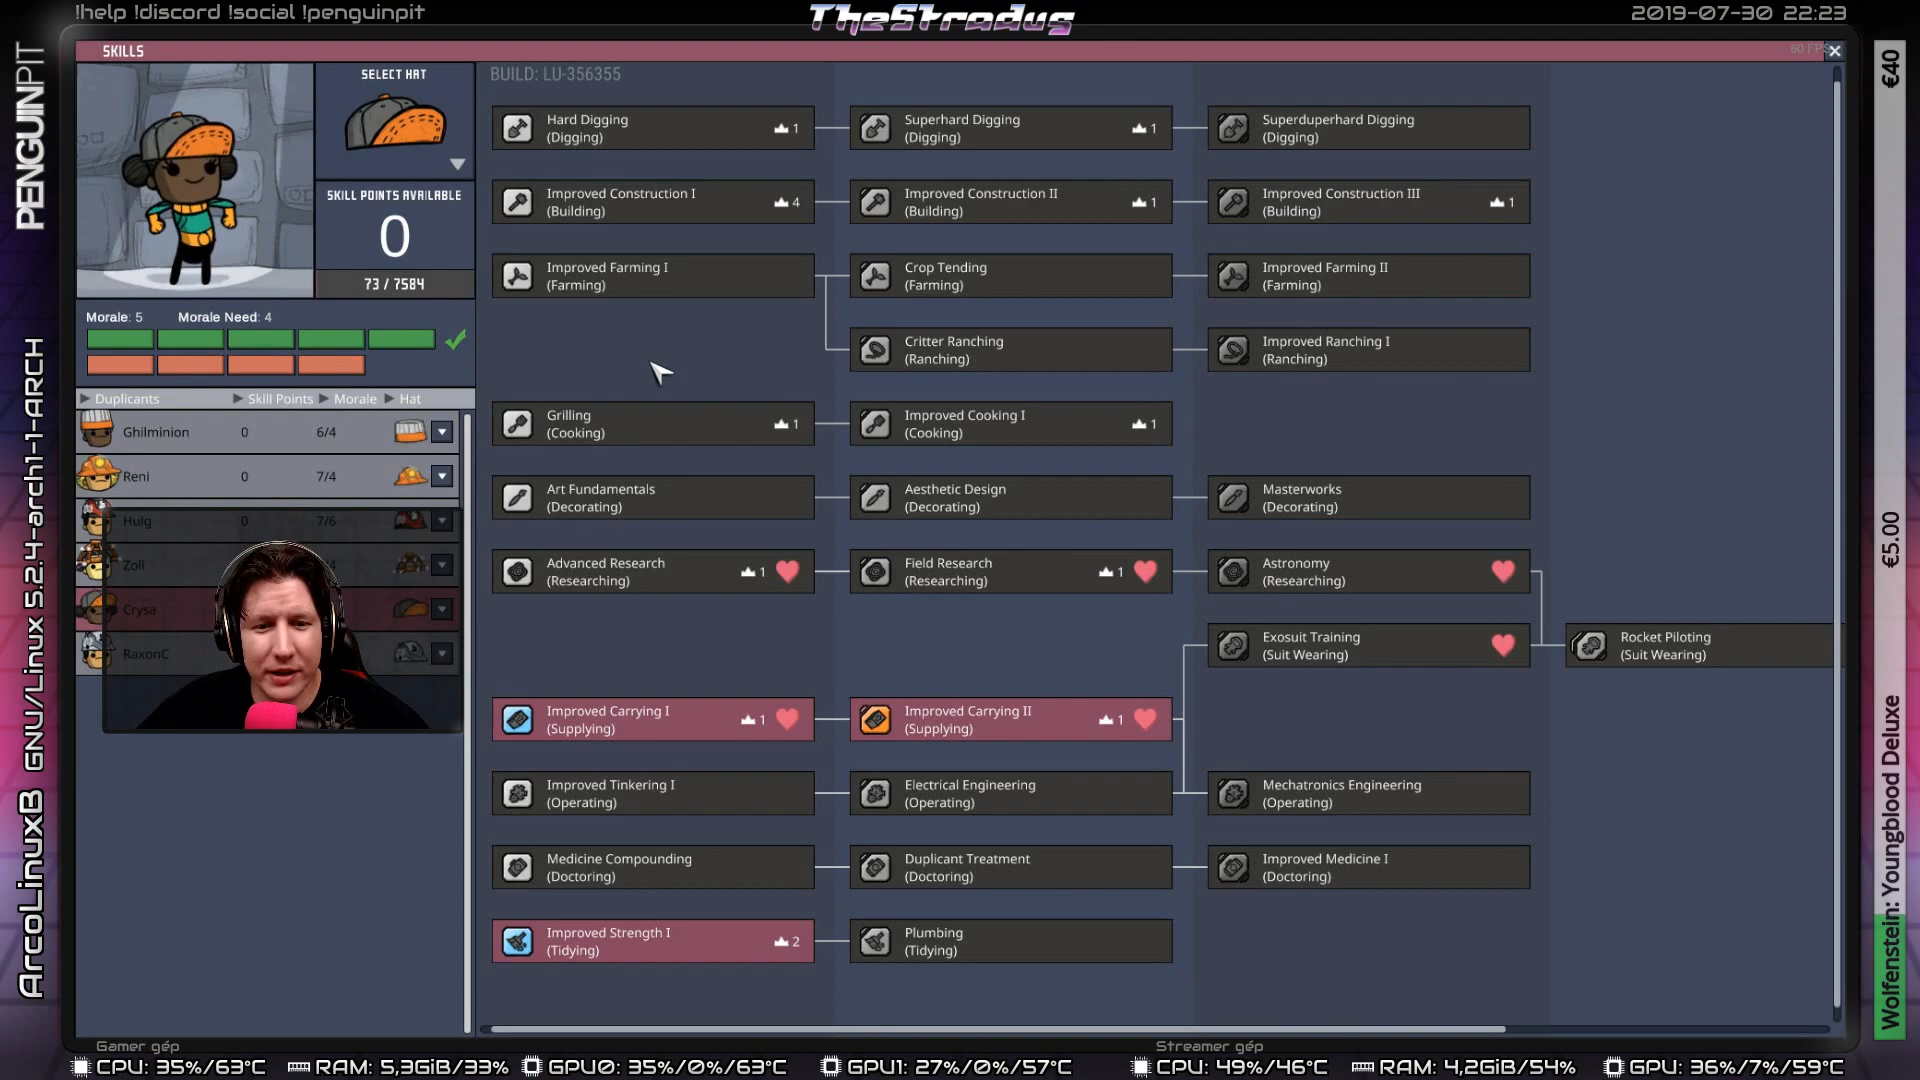 !help !discord !social !penguinpit
TheStradus
2019-07-30 22:23
PENGUINPIT
ArcoLinuxB GNU/Linux 5.2.4-arch1-1-ARCH
SKILLS
60 FPS
SELECT HAT
SKILL POINTS AVAILABLE
0
73 / 7584
Morale: 5
Morale Need: 4
Duplicants
Skill Points
Morale
Hat
Ghilminion 0 6/4
Reni 0 7/4
Hulg 0 7/6
Zoli
Crysa
RaxonC
BUILD: LU-356355
Hard Digging
(Digging)
1
Superhard Digging
(Digging)
1
Superduperhard Digging
(Digging)
Improved Construction I
(Building)
4
Improved Construction II
(Building)
1
Improved Construction III
(Building)
1
Improved Farming I
(Farming)
Crop Tending
(Farming)
Improved Farming II
(Farming)
Critter Ranching
(Ranching)
Improved Ranching I
(Ranching)
Grilling
(Cooking)
1
Improved Cooking I
(Cooking)
1
Art Fundamentals
(Decorating)
Aesthetic Design
(Decorating)
Masterworks
(Decorating)
Advanced Research
(Researching)
1
Field Research
(Researching)
1
Astronomy
(Researching)
Exosuit Training
(Suit Wearing)
Rocket Piloting
(Suit Wearing)
Improved Carrying I
(Supplying)
1
Improved Carrying II
(Supplying)
1
Improved Tinkering I
(Operating)
Electrical Engineering
(Operating)
Mechatronics Engineering
(Operating)
Medicine Compounding
(Doctoring)
Duplicant Treatment
(Doctoring)
Improved Medicine I
(Doctoring)
Improved Strength I
(Tidying)
2
Plumbing
(Tidying)
€40
€5.00
Wolfenstein: Youngblood Deluxe
Gamer gép
CPU: 35%/63°C RAM: 5,3GiB/33% GPU0: 35%/0%/63°C GPU1: 27%/0%/57°C
Streamer gép
CPU: 49%/46°C RAM: 4,2GiB/54% GPU: 36%/7%/59°C